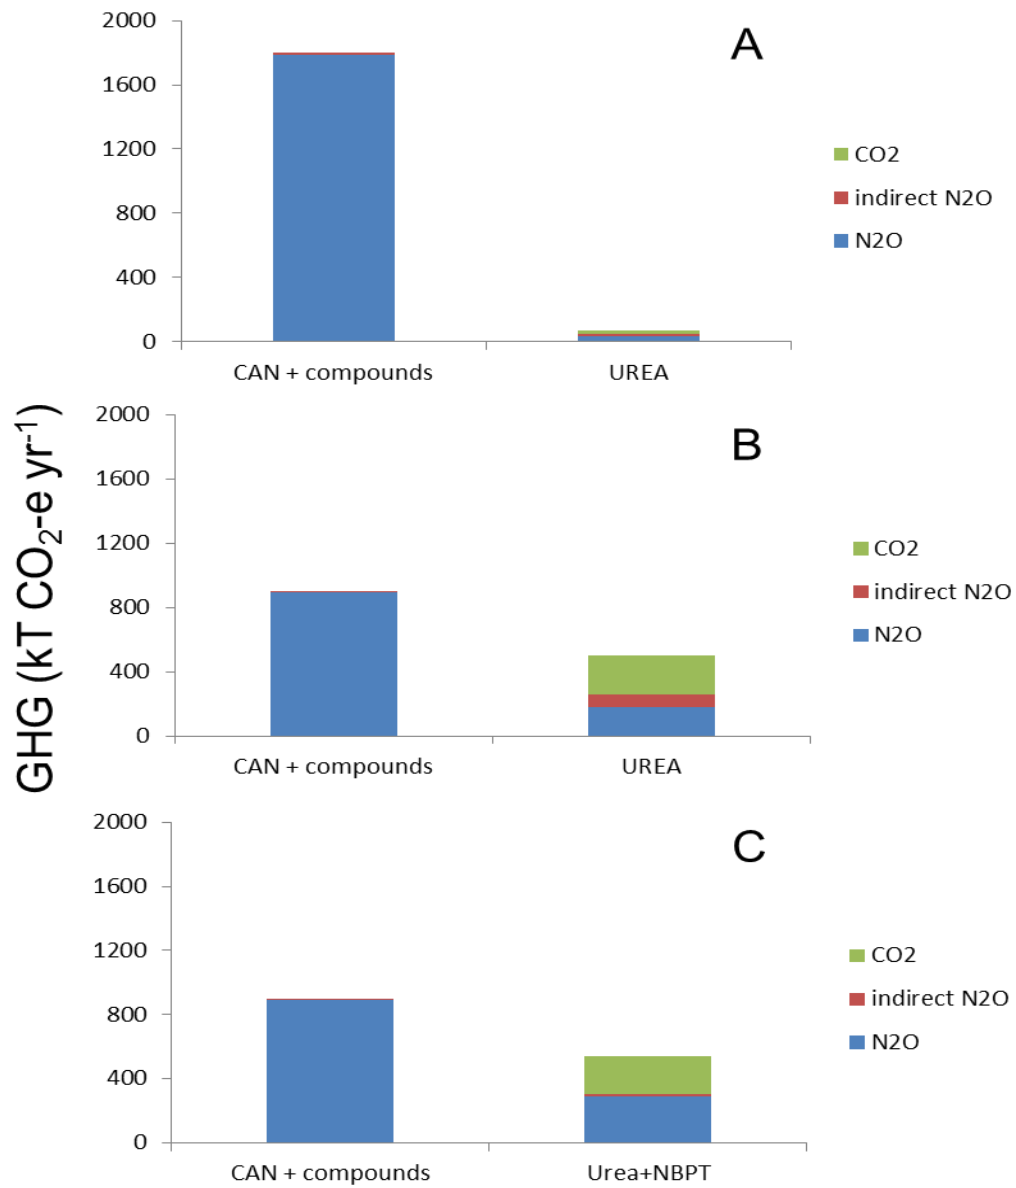 GHG (kT CO₂-e yr⁻¹)
2000
1600
1200
800
400
0
A
CO2
indirect N2O
N2O
CAN + compounds
UREA
2000
1600
1200
800
400
0
B
CO2
indirect N2O
N2O
CAN + compounds
UREA
2000
1600
1200
800
400
0
C
CO2
indirect N2O
N2O
CAN + compounds
Urea+NBPT